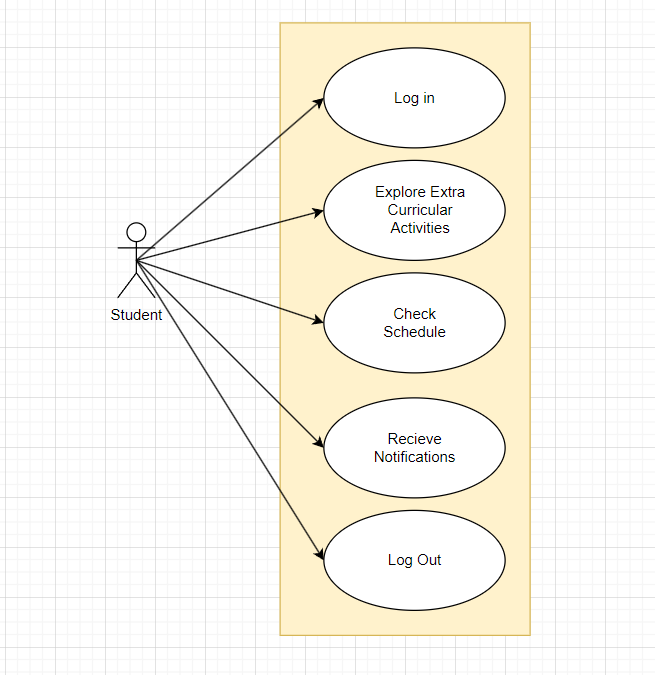 Log in
Explore Extra
Curricular
Activities
Student
Check
Schedule
Recieve
Notifications
Log Out